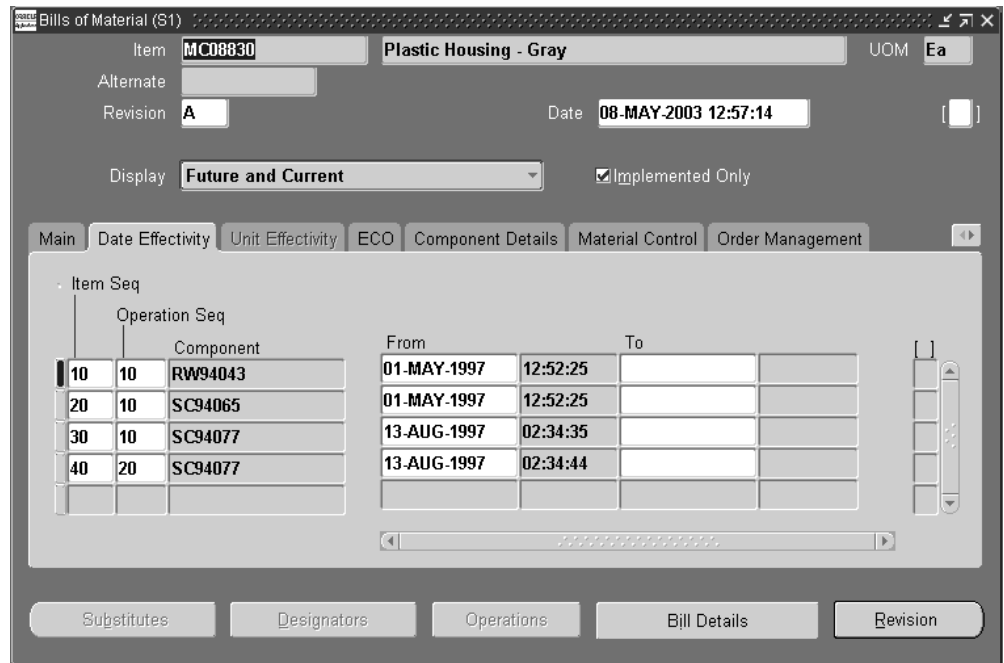 ORACLE Bills of Material (S1)
Item MC08830 Plastic Housing - Gray UOM Ea
Alternate
Revision A Date 08-MAY-2003 12:57:14 [ ]
Display Future and Current Implemented Only
Main Date Effectivity Unit Effectivity ECO Component Details Material Control Order Management
Item Seq
Operation Seq
Component From To [ ]
10 10 RW94043 01-MAY-1997 12:52:25
20 10 SC94065 01-MAY-1997 12:52:25
30 10 SC94077 13-AUG-1997 02:34:35
40 20 SC94077 13-AUG-1997 02:34:44
Substitutes Designators Operations Bill Details Revision